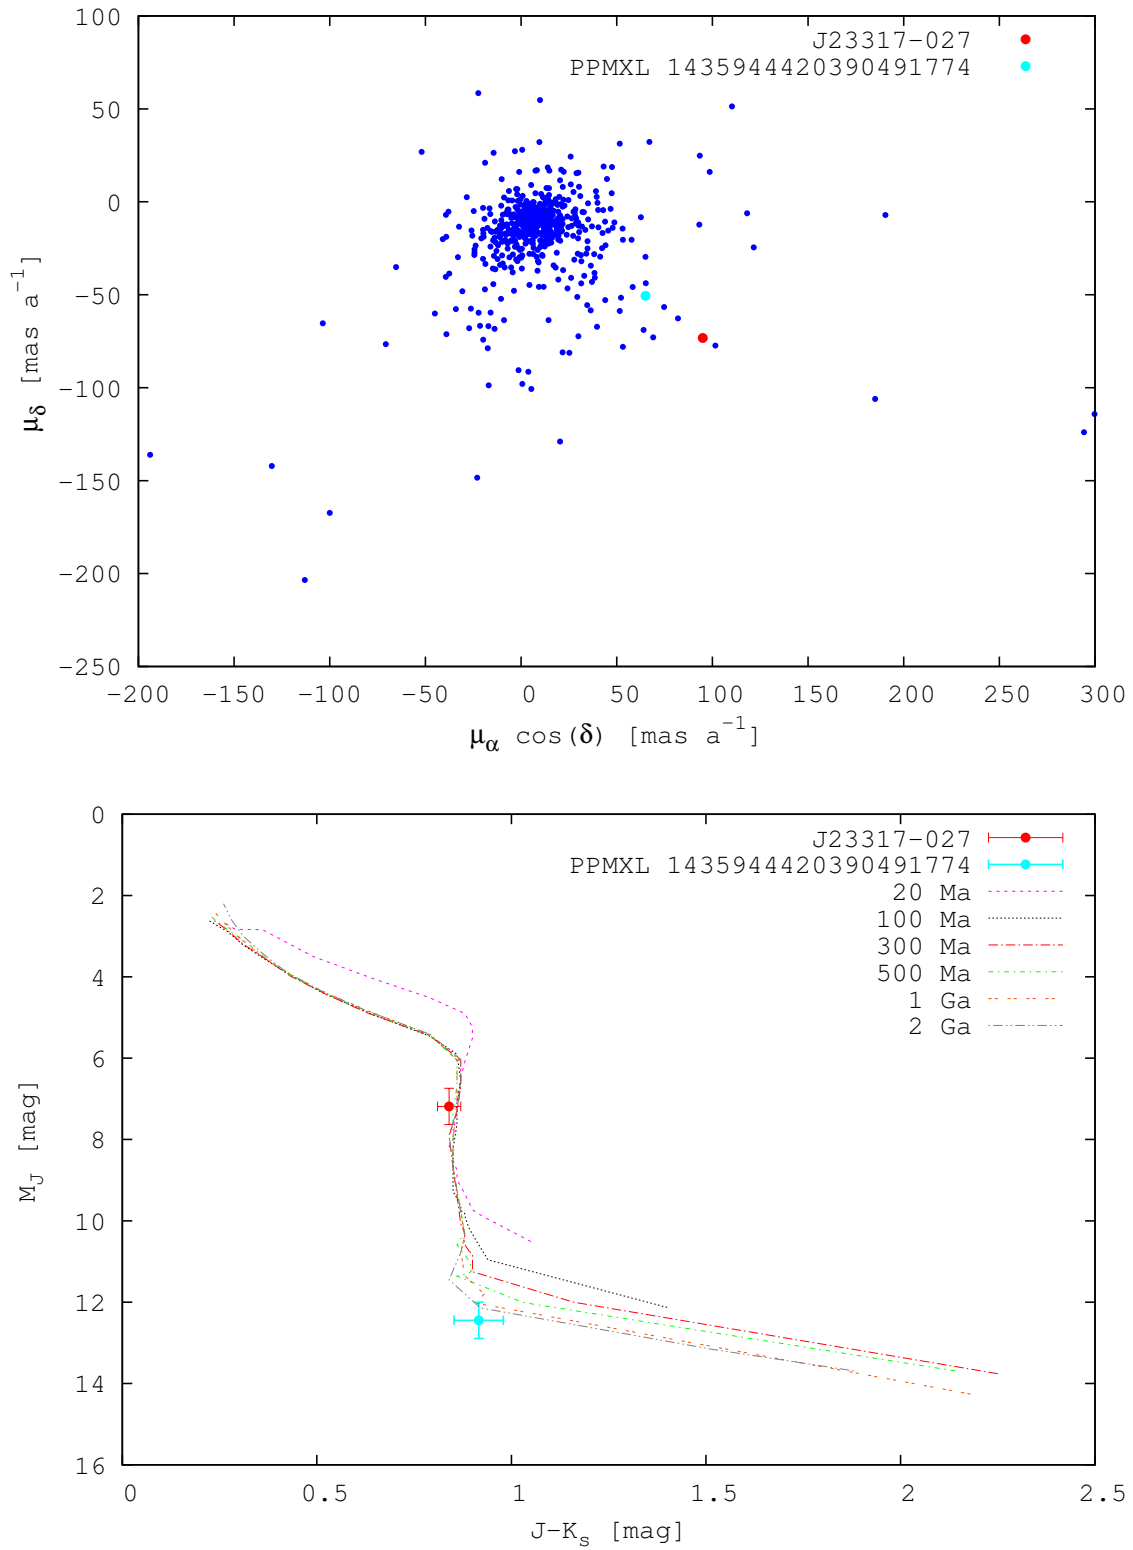 100
50
0
−50
−100
−150
−200
−250
−200 −150 −100 −50 0 50 100 150 200 250 300
μδ [mas a−1]
μα cos(δ) [mas a−1]
J23317−027
PPMXL 1435944420390491774
0
2
4
6
8
10
12
14
16
0 0.5 1 1.5 2 2.5
MJ [mag]
J−Ks [mag]
J23317−027
PPMXL 1435944420390491774
20 Ma
100 Ma
300 Ma
500 Ma
1 Ga
2 Ga